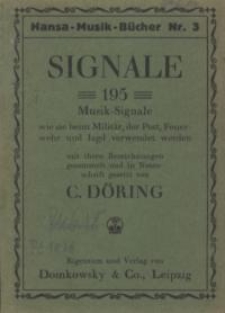 Hansa-Musik-Bücher Nr. 3
SIGNALE
195
Musik-Signale
wie sie beim Militär, der Post, Feuer-
wehr und Jagd verwendet werden
mit ihren Bezeichnungen
gesammelt und in Noten-
schrift gesetzt von
C. DÖRING
Eigentum und Verlag von
Domkowsky & Co., Leipzig